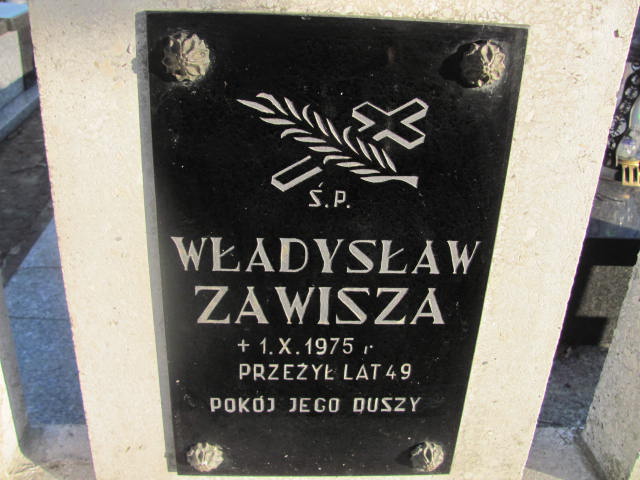 Ś.P.
WŁADYSŁAW
ZAWISZA
+ 1.X.1975 r
PRZEŻYŁ LAT 49
POKÓJ JEGO DUSZY